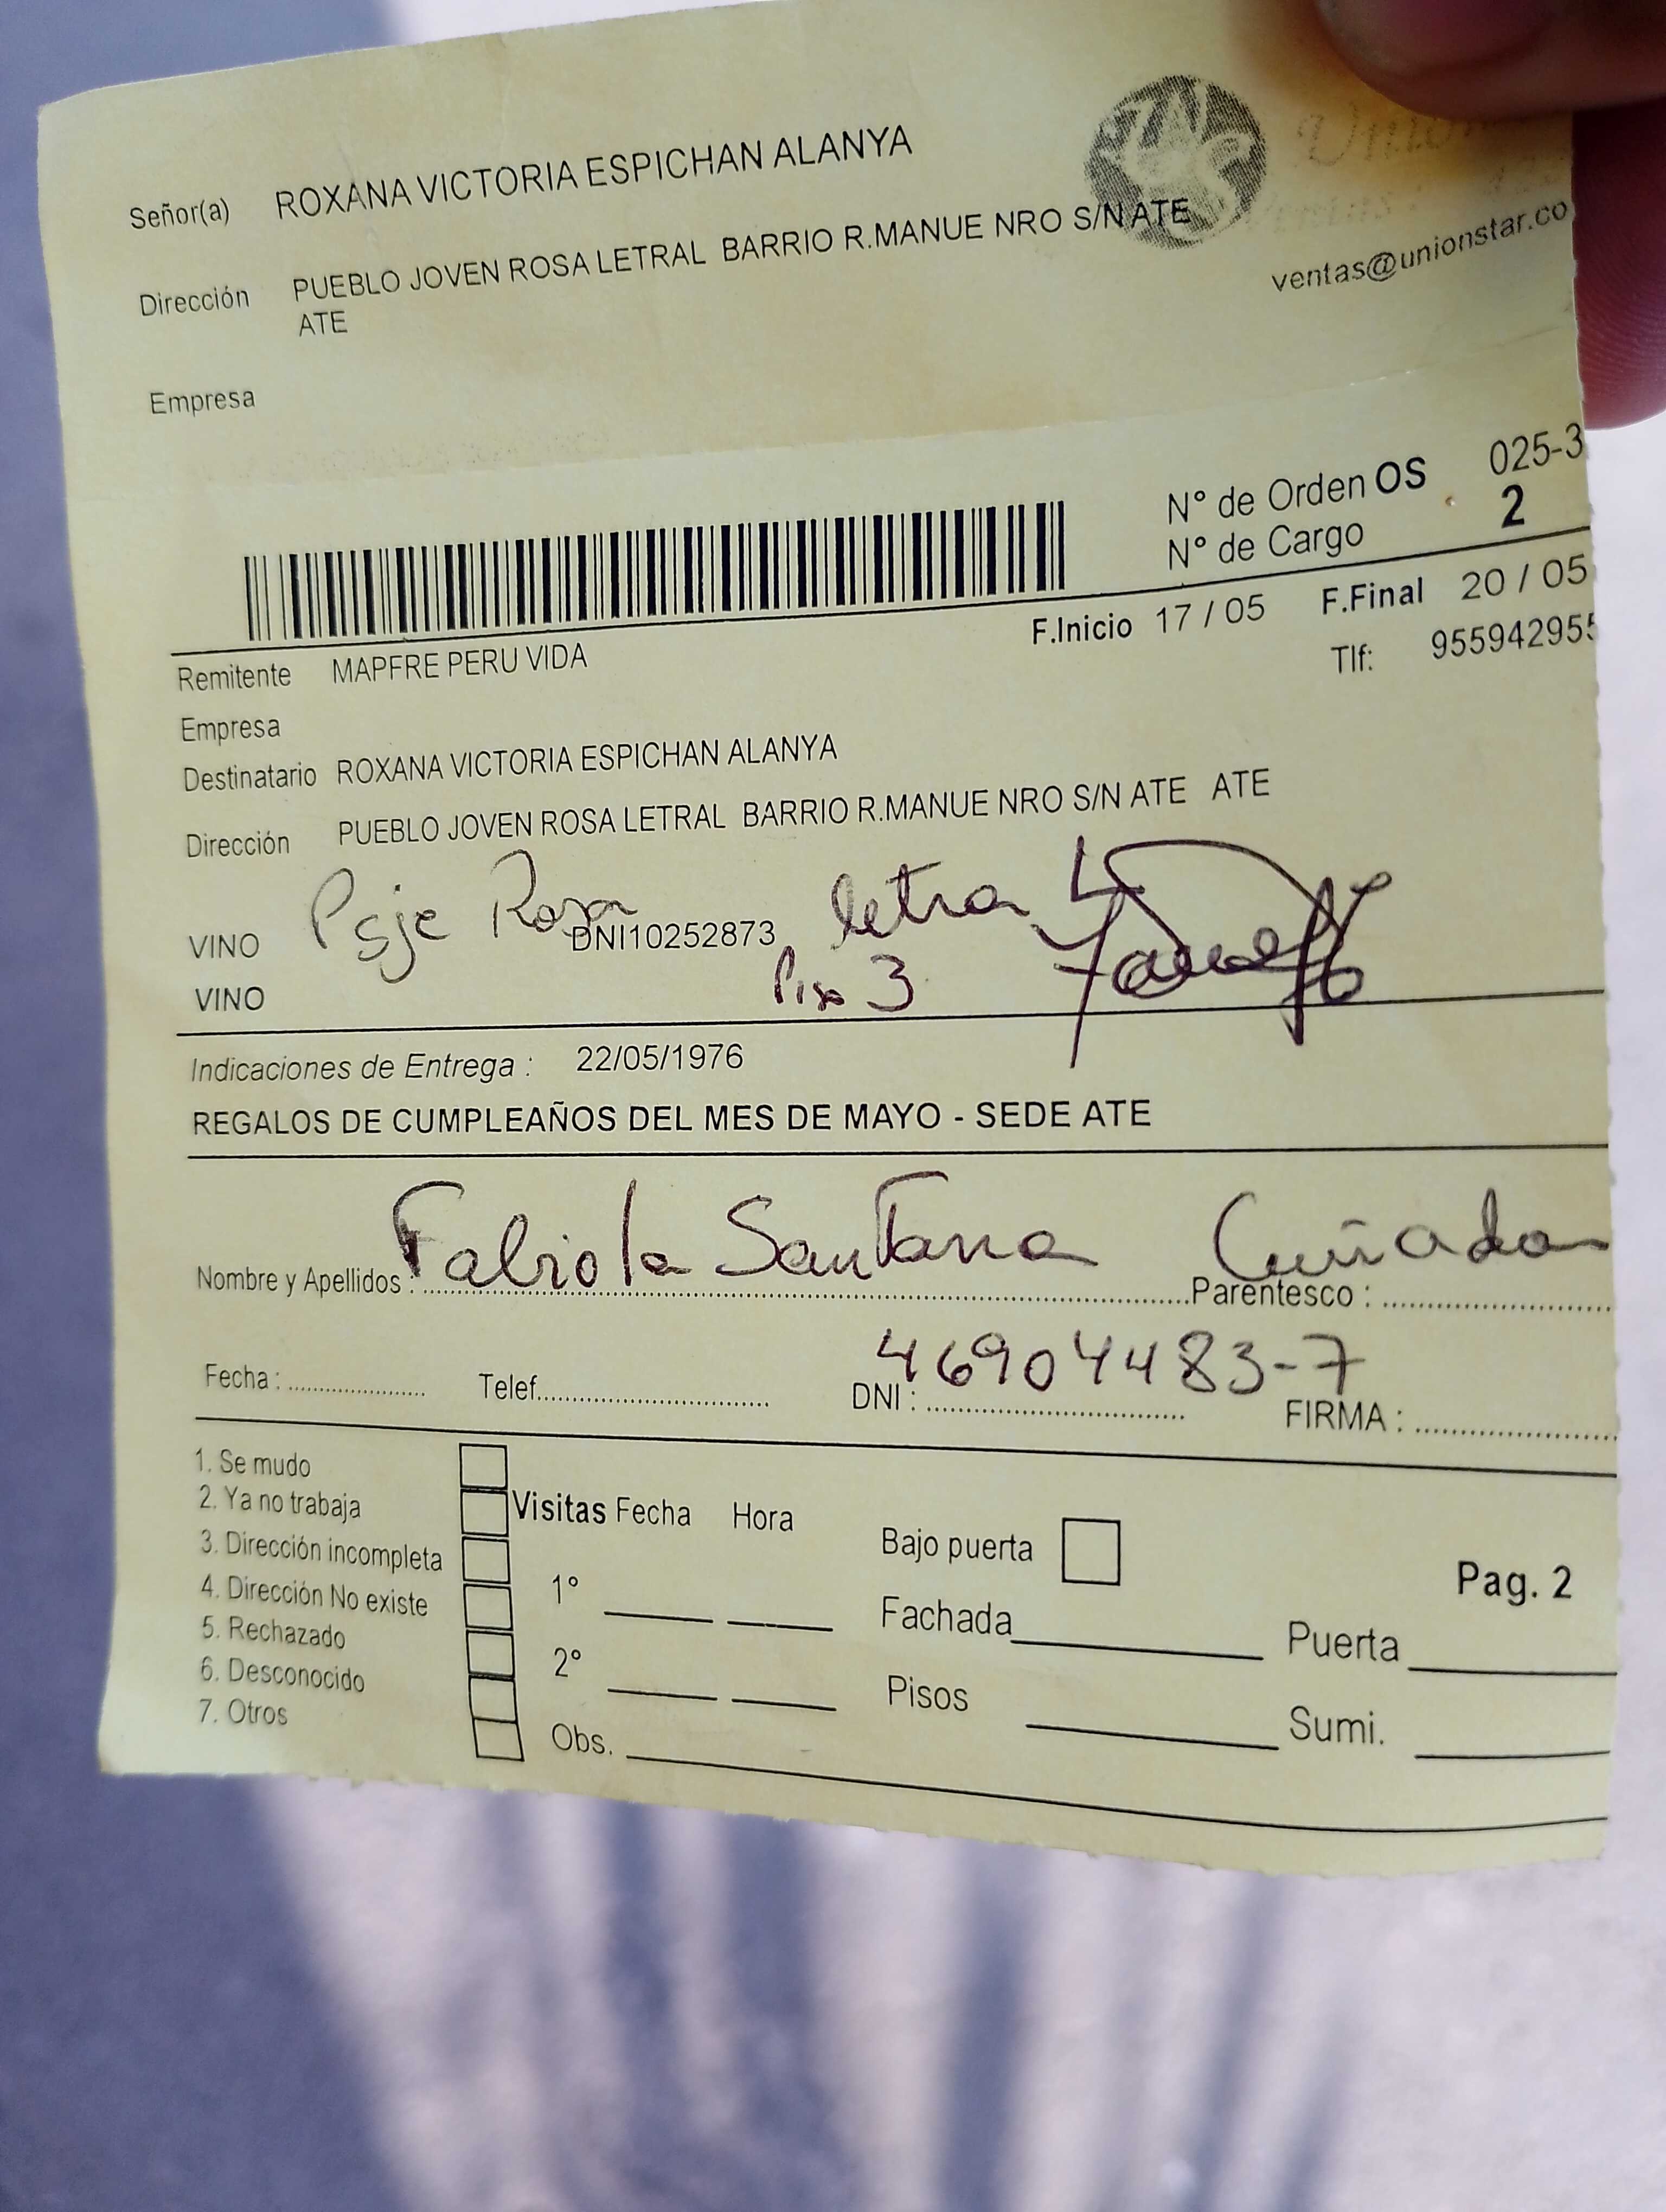 Señor(a) ROXANA VICTORIA ESPICHAN ALANYA
STAR
Union
ventas@unionstar.co
Dirección PUEBLO JOVEN ROSA LETRAL BARRIO R.MANUE NRO S/N ATE
ATE
Empresa
N° de Orden OS 025-3
N° de Cargo 2
F.Inicio 17 / 05 F.Final 20 / 05
Remitente MAPFRE PERU VIDA Tlf: 955942955
Empresa
Destinatario ROXANA VICTORIA ESPICHAN ALANYA
Dirección PUEBLO JOVEN ROSA LETRAL BARRIO R.MANUE NRO S/N ATE ATE
Psje Rosa letra L
VINO DNI10252873
VINO Piso 3
Indicaciones de Entrega : 22/05/1976
REGALOS DE CUMPLEAÑOS DEL MES DE MAYO - SEDE ATE
Nombre y Apellidos : Fabiola Santana Parentesco : Cuñada
Fecha : Telef. DNI : 46904483-7 FIRMA :
1. Se mudo
2. Ya no trabaja Visitas Fecha Hora
3. Dirección incompleta Bajo puerta
4. Dirección No existe 1° Fachada Pag. 2
5. Rechazado Puerta
6. Desconocido 2° Pisos
7. Otros Obs. Sumi.